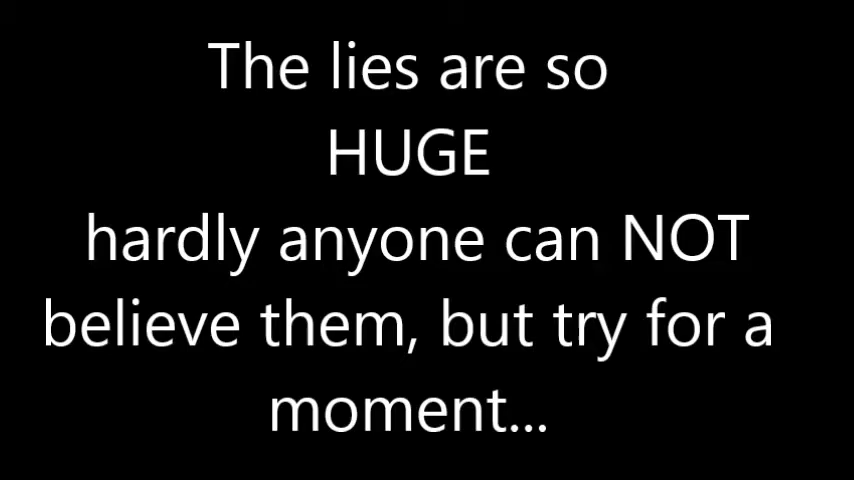 The lies are so
HUGE
hardly anyone can NOT
believe them, but try for a
moment...